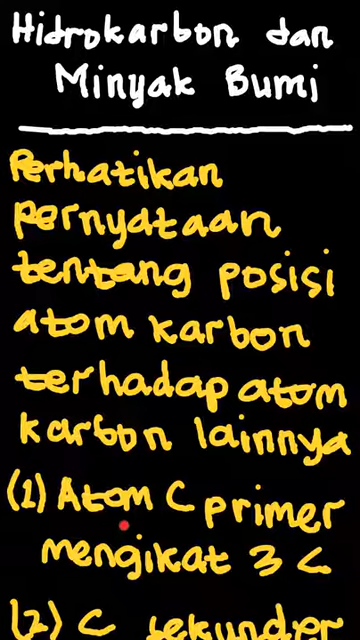 Hidrokarbon dan
Minyak Bumi
Perhatikan
pernyataan
tentang posisi
atom karbon
terhadap atom
karbon lainnya
(1) Atom C primer
mengikat 3 C
(2) C sekunder